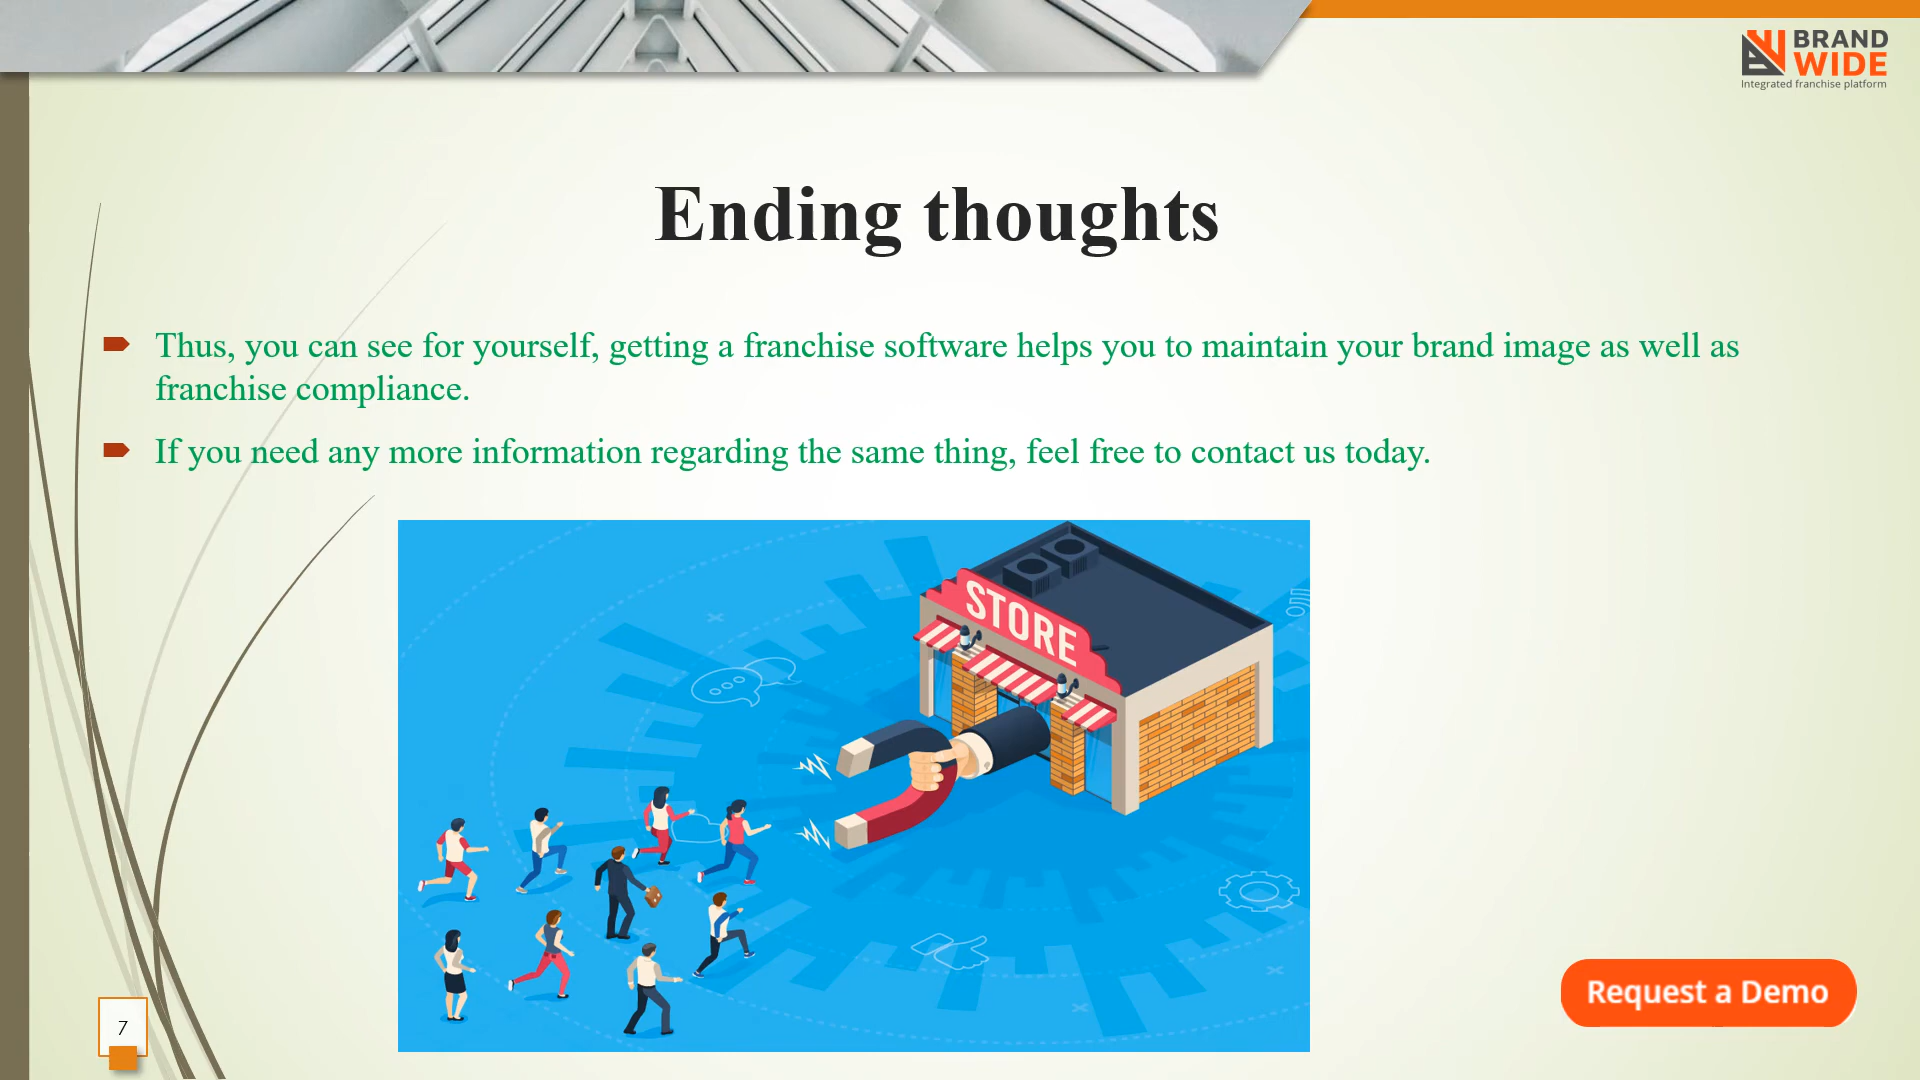 BRAND
WIDE
Integrated franchise platform
Ending thoughts
Thus, you can see for yourself, getting a franchise software helps you to maintain your brand image as well as
franchise compliance.
If you need any more information regarding the same thing, feel free to contact us today.
STORE
Request a Demo
7